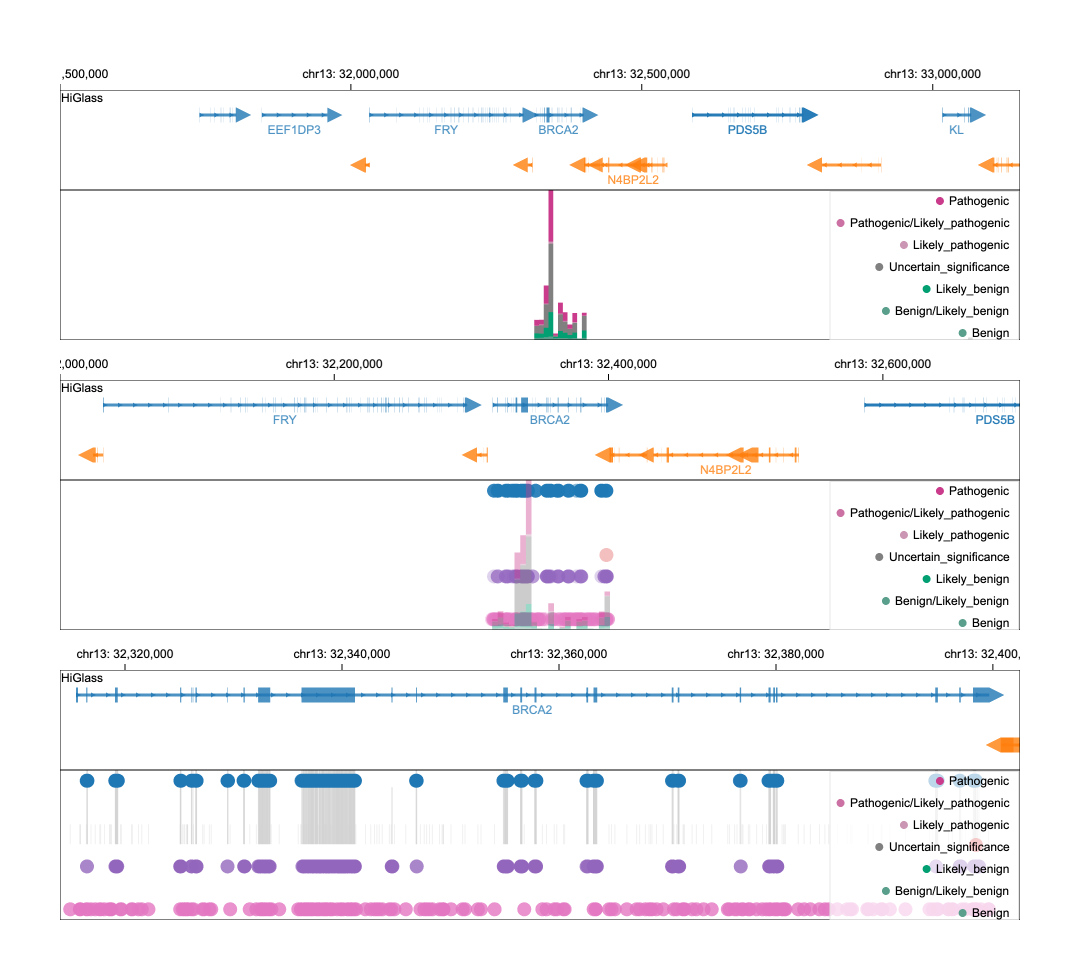 ,500,000 chr13: 32,000,000 chr13: 32,500,000 chr13: 33,000,000
HiGlass
EEF1DP3 FRY BRCA2 PDS5B KL
N4BP2L2
Pathogenic
Pathogenic/Likely_pathogenic
Likely_pathogenic
Uncertain_significance
Likely_benign
Benign/Likely_benign
Benign
:,000,000 chr13: 32,200,000 chr13: 32,400,000 chr13: 32,600,000
HiGlass
FRY BRCA2 PDS5B
N4BP2L2
Pathogenic
Pathogenic/Likely_pathogenic
Likely_pathogenic
Uncertain_significance
Likely_benign
Benign/Likely_benign
Benign
chr13: 32,320,000 chr13: 32,340,000 chr13: 32,360,000 chr13: 32,380,000 chr13: 32,400,
HiGlass
BRCA2
Pathogenic
Pathogenic/Likely_pathogenic
Likely_pathogenic
Uncertain_significance
Likely_benign
Benign/Likely_benign
Benign